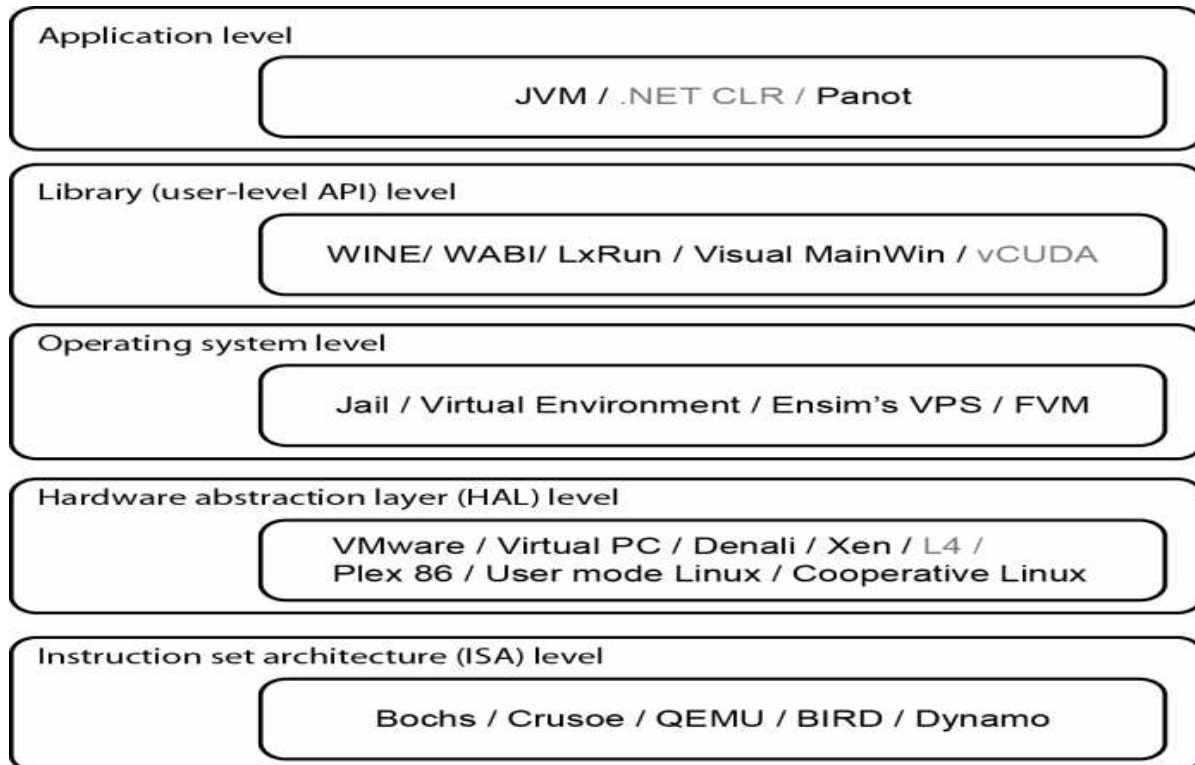 Application level
JVM / .NET CLR / Panot
Library (user-level API) level
WINE/ WABI/ LxRun / Visual MainWin / vCUDA
Operating system level
Jail / Virtual Environment / Ensim's VPS / FVM
Hardware abstraction layer (HAL) level
VMware / Virtual PC / Denali / Xen / L4 /
Plex 86 / User mode Linux / Cooperative Linux
Instruction set architecture (ISA) level
Bochs / Crusoe / QEMU / BIRD / Dynamo